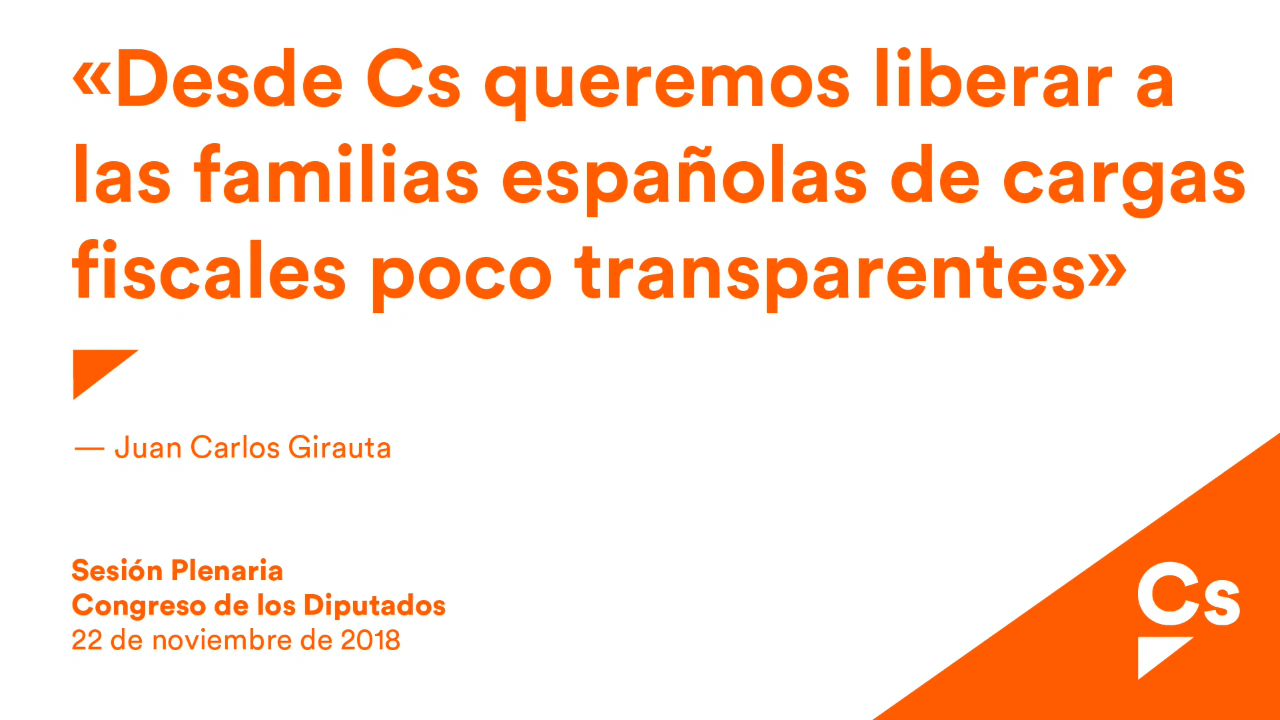 «Desde Cs queremos liberar a
las familias españolas de cargas
fiscales poco transparentes»
— Juan Carlos Girauta
Sesión Plenaria
Congreso de los Diputados
22 de noviembre de 2018
Cs